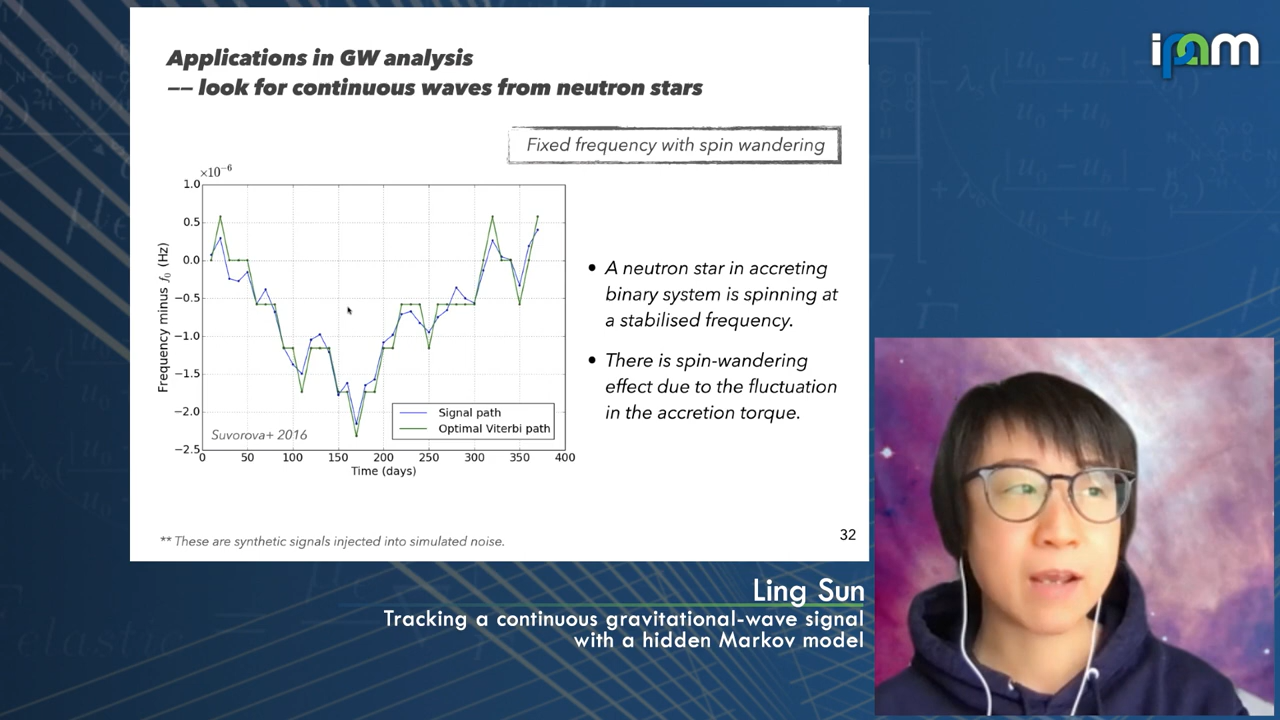 Applications in GW analysis
—— look for continuous waves from neutron stars
ipam
Fixed frequency with spin wandering
×10⁻⁶
1.0
0.5
0.0
−0.5
−1.0
−1.5
−2.0
−2.5
Frequency minus f₀ (Hz)
0 50 100 150 200 250 300 350 400
Time (days)
Signal path
Optimal Viterbi path
Suvorova+ 2016
• A neutron star in accreting
binary system is spinning at
a stabilised frequency.
• There is spin-wandering
effect due to the fluctuation
in the accretion torque.
** These are synthetic signals injected into simulated noise.
32
Ling Sun
Tracking a continuous gravitational-wave signal
with a hidden Markov model